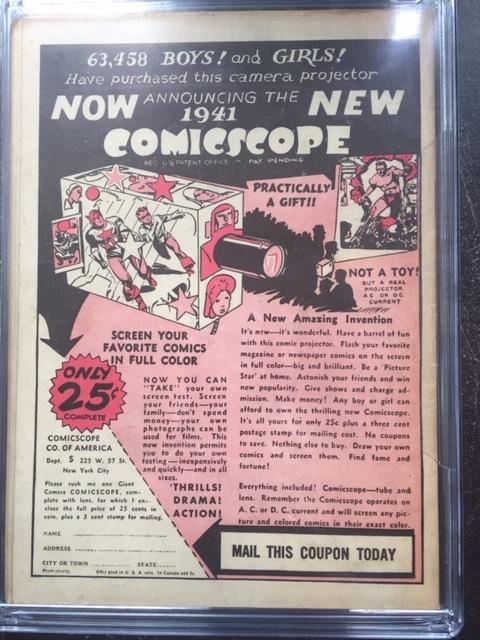 63,458 BOYS! and GIRLS!
Have purchased this camera projector
NOW ANNOUNCING THE NEW
1941
COMICSCOPE
REG. U.S. PATENT OFFICE — PAT. PENDING
PRACTICALLY
A GIFT!!
NOT A TOY!
BUT A REAL
PROJECTOR.
A.C. OR D.C.
CURRENT
SCREEN YOUR
FAVORITE COMICS
IN FULL COLOR
ONLY
25¢
COMPLETE
COMICSCOPE
CO. OF AMERICA
Dept. S 225 W. 57 St.
New York City
Please rush me one Giant
Camera COMICSCOPE, com-
plete with lens, for which I en-
close the full price of 25 cents in
coin, plus a 3 cent stamp for mailing.
NAME
ADDRESS
CITY OR TOWN STATE
Print clearly. Offer good in U.S.A. only. In Canada add 5c.
NOW YOU CAN
"TAKE" your own
screen test. Screen
your friends—your
family—don't spend
money—your own
photographs can be
used for films. This
new invention permits
you to do your own
testing—inexpensively
and quickly—and in all
sizes.
'THRILLS!
DRAMA!
ACTION!
A New Amazing Invention
It's new—it's wonderful. Have a barrel of fun
with this comic projector. Flash your favorite
magazine or newspaper comics on the screen
in full color—big and brilliant. Be a 'Picture
Star' at home. Astonish your friends and win
new popularity. Give shows and charge ad-
mission. Make money! Any boy or girl can
afford to own the thrilling new Comicscope.
It's all yours for only 25c plus a three cent
postage stamp for mailing cost. No coupons
to save. Nothing else to buy. Draw your own
comics and screen them. Find fame and
fortune!
Everything included! Comicscope—tube and
lens. Remember the Comicscope operates on
A. C. or D. C. current and will screen any pic-
ture and colored comics in their exact color.
MAIL THIS COUPON TODAY